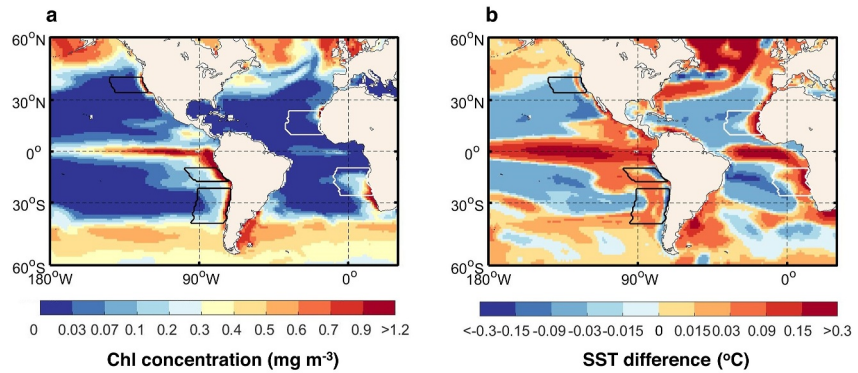 a
b
60°N
30°N
0°
30°S
60°S
180°W
90°W
0°
60°N
30°N
0°
30°S
60°S
180°W
90°W
0°
0 0.03 0.07 0.1 0.2 0.3 0.4 0.5 0.6 0.7 0.9 >1.2
Chl concentration (mg m-3)
<-0.3 -0.15 -0.09 -0.03 -0.015 0 0.015 0.03 0.09 0.15 >0.3
SST difference (°C)